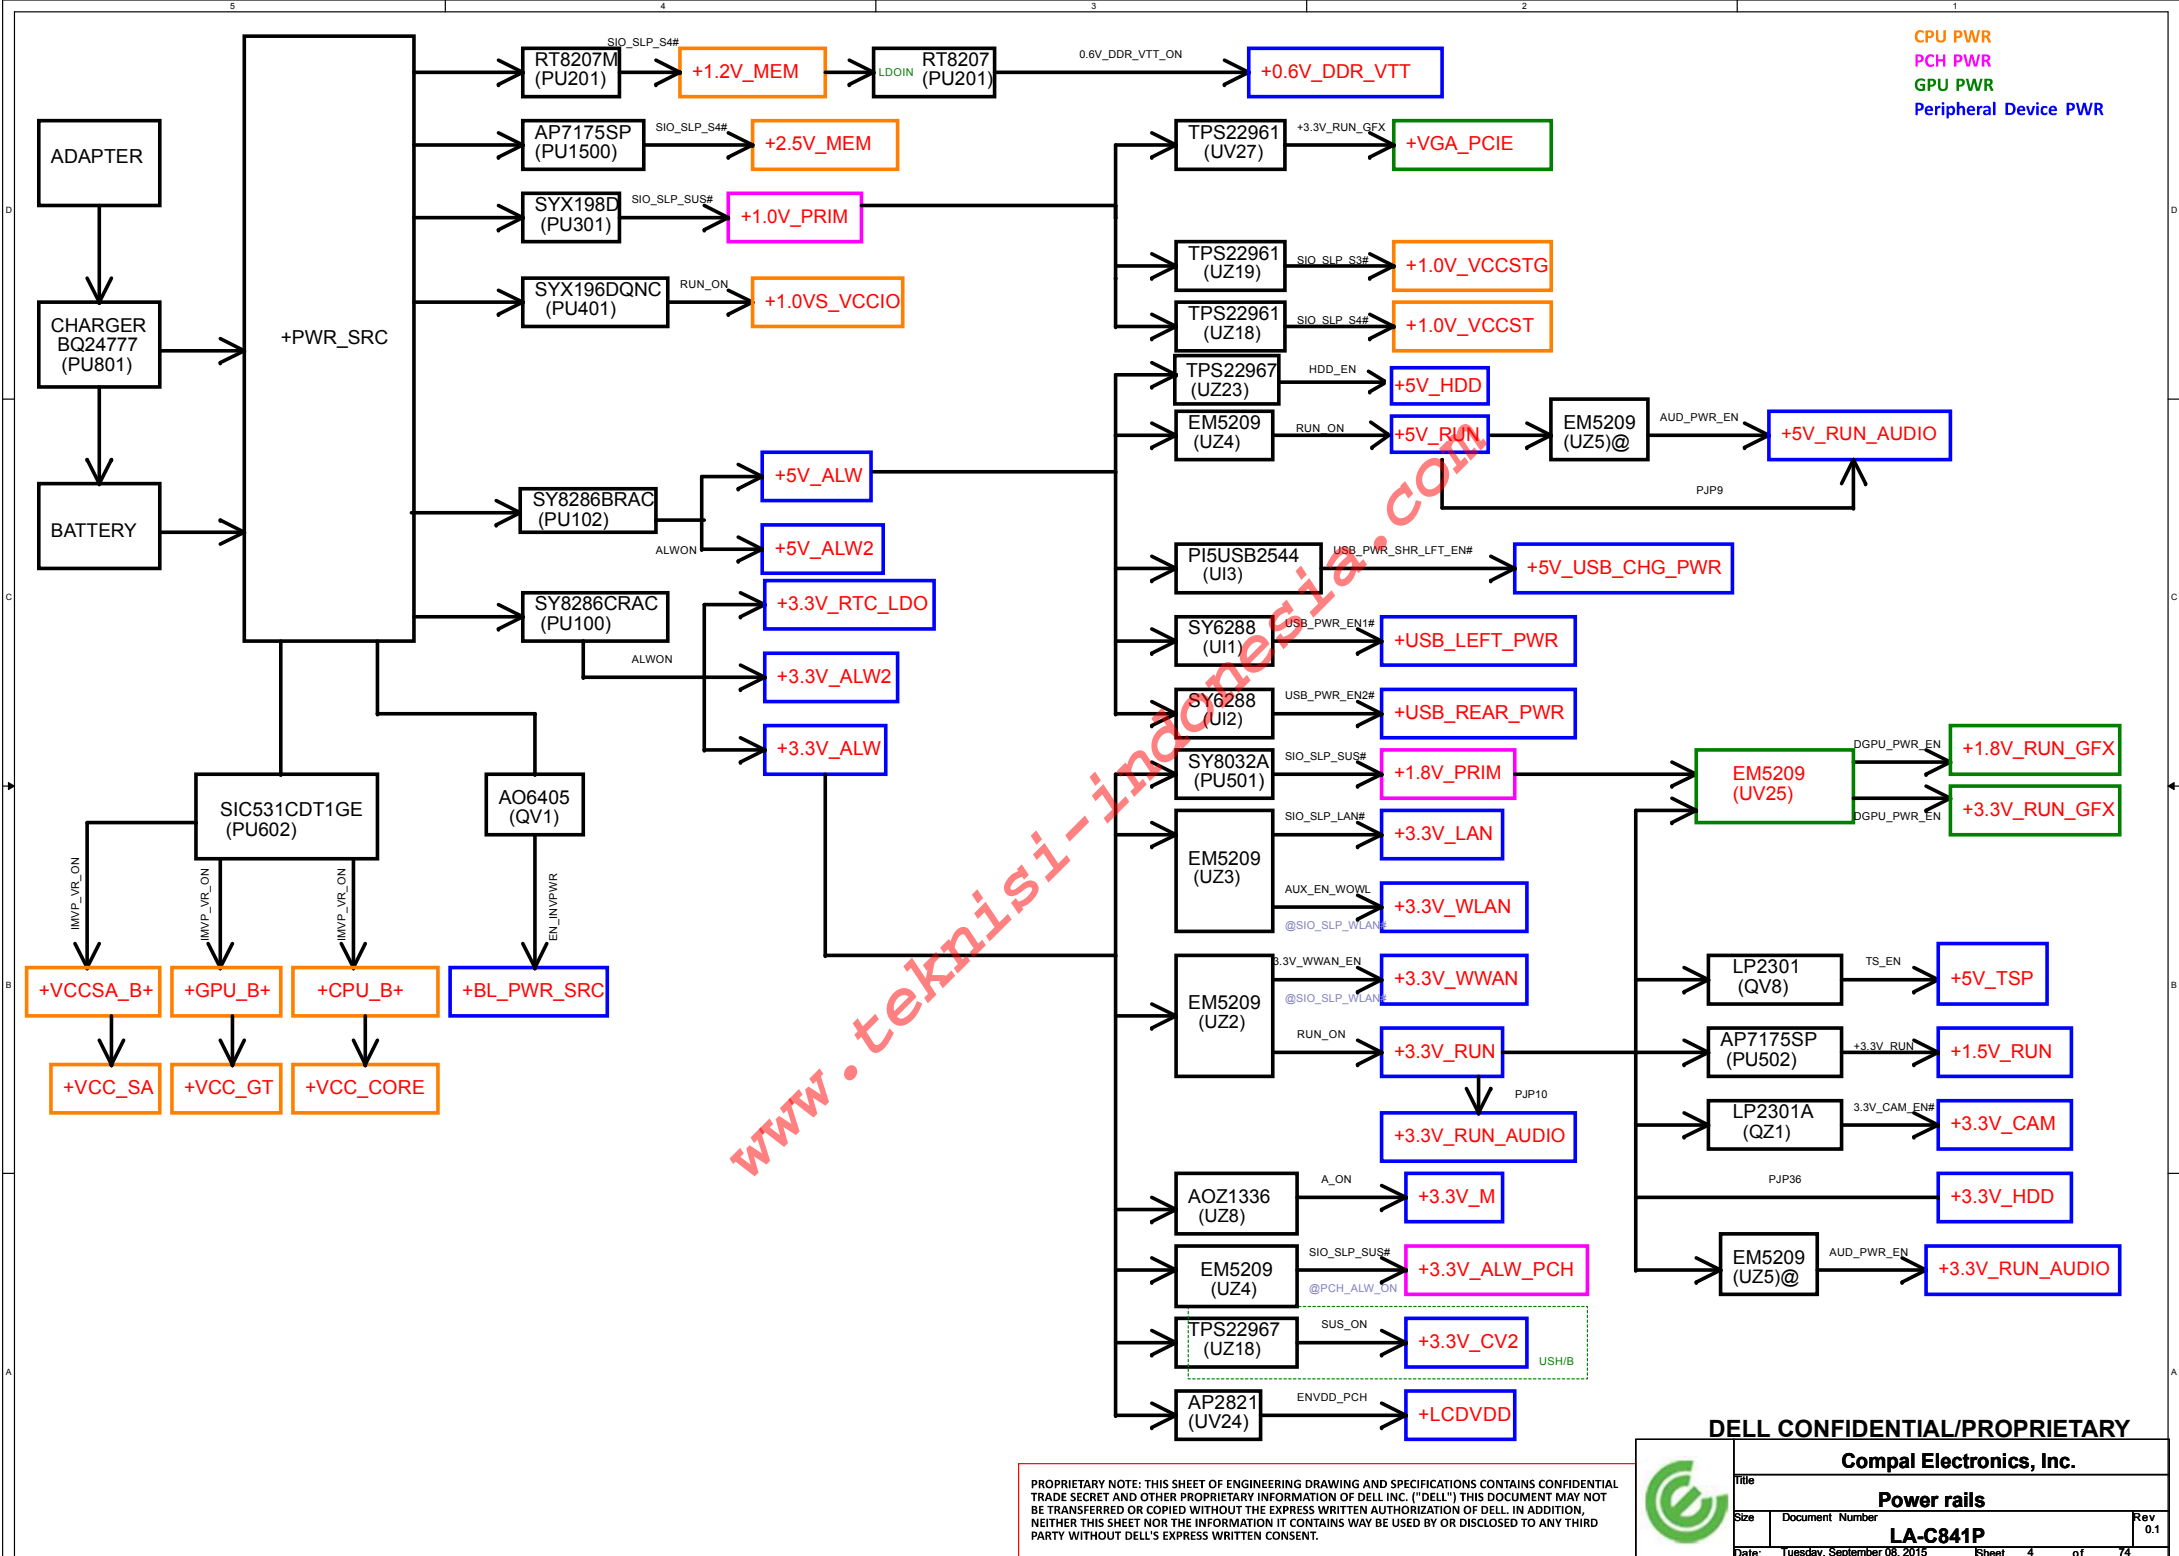 5 4 3 2 1
CPU PWR
PCH PWR
GPU PWR
Peripheral Device PWR
ADAPTER
CHARGER
BQ24777
(PU801)
BATTERY
+PWR_SRC
RT8207M
(PU201)
SIO_SLP_S4#
+1.2V_MEM
LDOIN
RT8207
(PU201)
0.6V_DDR_VTT_ON
+0.6V_DDR_VTT
AP7175SP
(PU1500)
SIO_SLP_S4#
+2.5V_MEM
SYX198D
(PU301)
SIO_SLP_SUS#
+1.0V_PRIM
SYX196DQNC
(PU401)
RUN_ON
+1.0VS_VCCIO
TPS22961
(UV27)
+3.3V_RUN_GFX
+VGA_PCIE
TPS22961
(UZ19)
SIO_SLP_S3#
+1.0V_VCCSTG
TPS22961
(UZ18)
SIO_SLP_S4#
+1.0V_VCCST
TPS22967
(UZ23)
HDD_EN
+5V_HDD
EM5209
(UZ4)
RUN_ON
+5V_RUN
EM5209
(UZ5)@
AUD_PWR_EN
+5V_RUN_AUDIO
PJP9
SY8286BRAC
(PU102)
ALWON
+5V_ALW
+5V_ALW2
SY8286CRAC
(PU100)
ALWON
+3.3V_RTC_LDO
+3.3V_ALW2
+3.3V_ALW
PI5USB2544
(UI3)
USB_PWR_SHR_LFT_EN#
+5V_USB_CHG_PWR
SY6288
(UI1)
USB_PWR_EN1#
+USB_LEFT_PWR
SY6288
(UI2)
USB_PWR_EN2#
+USB_REAR_PWR
SY8032A
(PU501)
SIO_SLP_SUS#
+1.8V_PRIM
EM5209
(UV25)
DGPU_PWR_EN
+1.8V_RUN_GFX
DGPU_PWR_EN
+3.3V_RUN_GFX
EM5209
(UZ3)
SIO_SLP_LAN#
+3.3V_LAN
AUX_EN_WOWL
@SIO_SLP_WLAN#
+3.3V_WLAN
EM5209
(UZ2)
3.3V_WWAN_EN
@SIO_SLP_WLAN#
+3.3V_WWAN
RUN_ON
+3.3V_RUN
PJP10
+3.3V_RUN_AUDIO
LP2301
(QV8)
TS_EN
+5V_TSP
AP7175SP
(PU502)
+3.3V_RUN
+1.5V_RUN
LP2301A
(QZ1)
3.3V_CAM_EN#
+3.3V_CAM
PJP36
+3.3V_HDD
EM5209
(UZ5)@
AUD_PWR_EN
+3.3V_RUN_AUDIO
AOZ1336
(UZ8)
A_ON
+3.3V_M
EM5209
(UZ4)
SIO_SLP_SUS#
@PCH_ALW_ON
+3.3V_ALW_PCH
TPS22967
(UZ18)
SUS_ON
+3.3V_CV2
USH/B
AP2821
(UV24)
ENVDD_PCH
+LCDVDD
SIC531CDT1GE
(PU602)
AO6405
(QV1)
IMVP_VR_ON
IMVP_VR_ON
IMVP_VR_ON
EN_INVPWR
+VCCSA_B+
+GPU_B+
+CPU_B+
+BL_PWR_SRC
+VCC_SA
+VCC_GT
+VCC_CORE
D D
C C
B B
A A
www.teknisi-indonesia.com
PROPRIETARY NOTE: THIS SHEET OF ENGINEERING DRAWING AND SPECIFICATIONS CONTAINS CONFIDENTIAL
TRADE SECRET AND OTHER PROPRIETARY INFORMATION OF DELL INC. ("DELL") THIS DOCUMENT MAY NOT
BE TRANSFERRED OR COPIED WITHOUT THE EXPRESS WRITTEN AUTHORIZATION OF DELL. IN ADDITION,
NEITHER THIS SHEET NOR THE INFORMATION IT CONTAINS WAY BE USED BY OR DISCLOSED TO ANY THIRD
PARTY WITHOUT DELL'S EXPRESS WRITTEN CONSENT.
DELL CONFIDENTIAL/PROPRIETARY
Compal Electronics, Inc.
Title
Power rails
Size Document Number Rev
LA-C841P 0.1
Date: Tuesday, September 08, 2015 Sheet 4 of 74